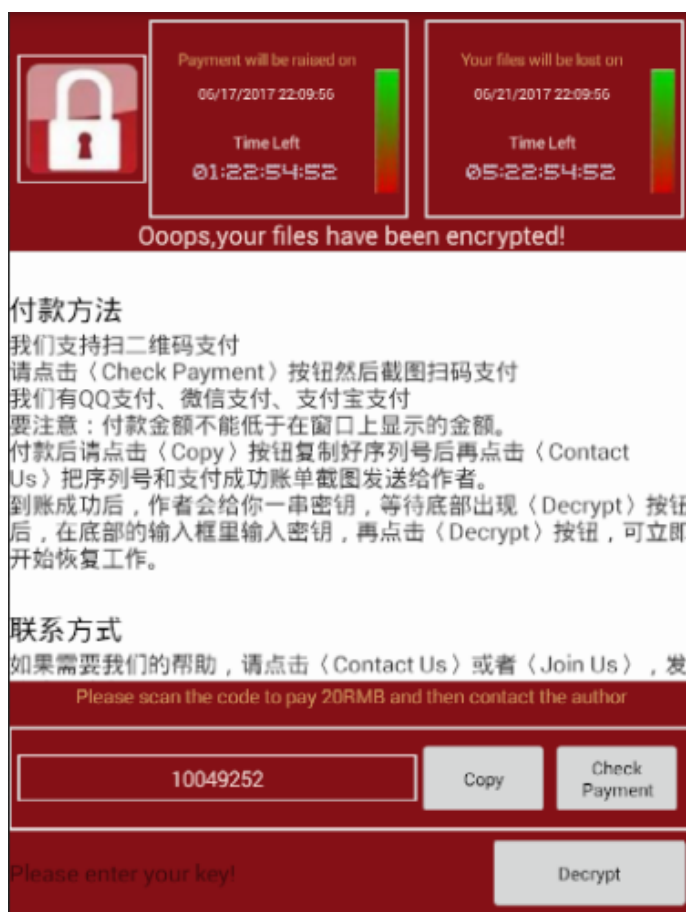 Payment will be raised on
06/17/2017 22:09:56
Time Left
01:22:54:52
Your files will be lost on
06/21/2017 22:09:56
Time Left
05:22:54:52
Ooops,your files have been encrypted!
付款方法
我们支持扫二维码支付
请点击〈Check Payment〉按钮然后截图扫码支付
我们有QQ支付、微信支付、支付宝支付
要注意：付款金额不能低于在窗口上显示的金额。
付款后请点击〈Copy〉按钮复制好序列号后再点击〈Contact
Us〉把序列号和支付成功账单截图发送给作者。
到账成功后，作者会给你一串密钥，等待底部出现〈Decrypt〉按钮
后，在底部的输入框里输入密钥，再点击〈Decrypt〉按钮，可立即
开始恢复工作。
联系方式
如果需要我们的帮助，请点击〈Contact Us〉或者〈Join Us〉，发
Please scan the code to pay 20RMB and then contact the author
10049252
Copy
Check
Payment
Please enter your key!
Decrypt